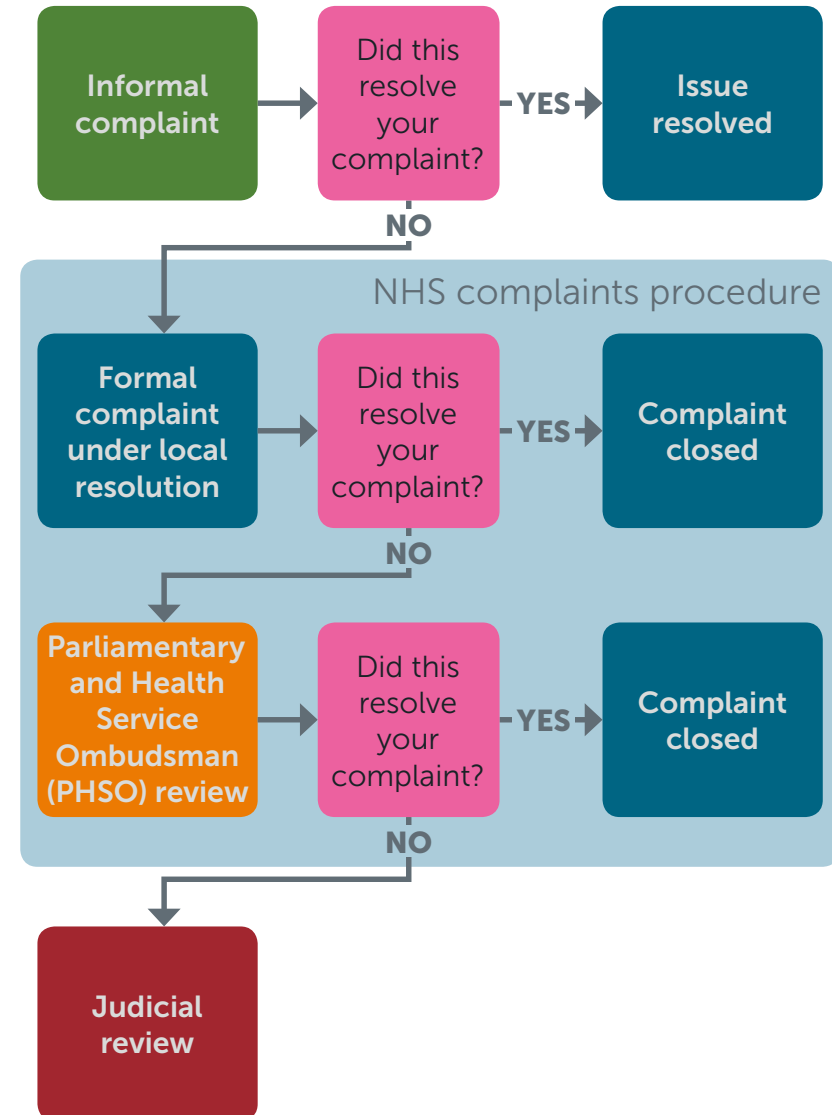 Informal
complaint
Did this
resolve
your
complaint?
YES
Issue
resolved
NO
NHS complaints procedure
Formal
complaint
under local
resolution
Did this
resolve
your
complaint?
YES
Complaint
closed
NO
Parliamentary
and Health
Service
Ombudsman
(PHSO) review
Did this
resolve
your
complaint?
YES
Complaint
closed
NO
Judicial
review